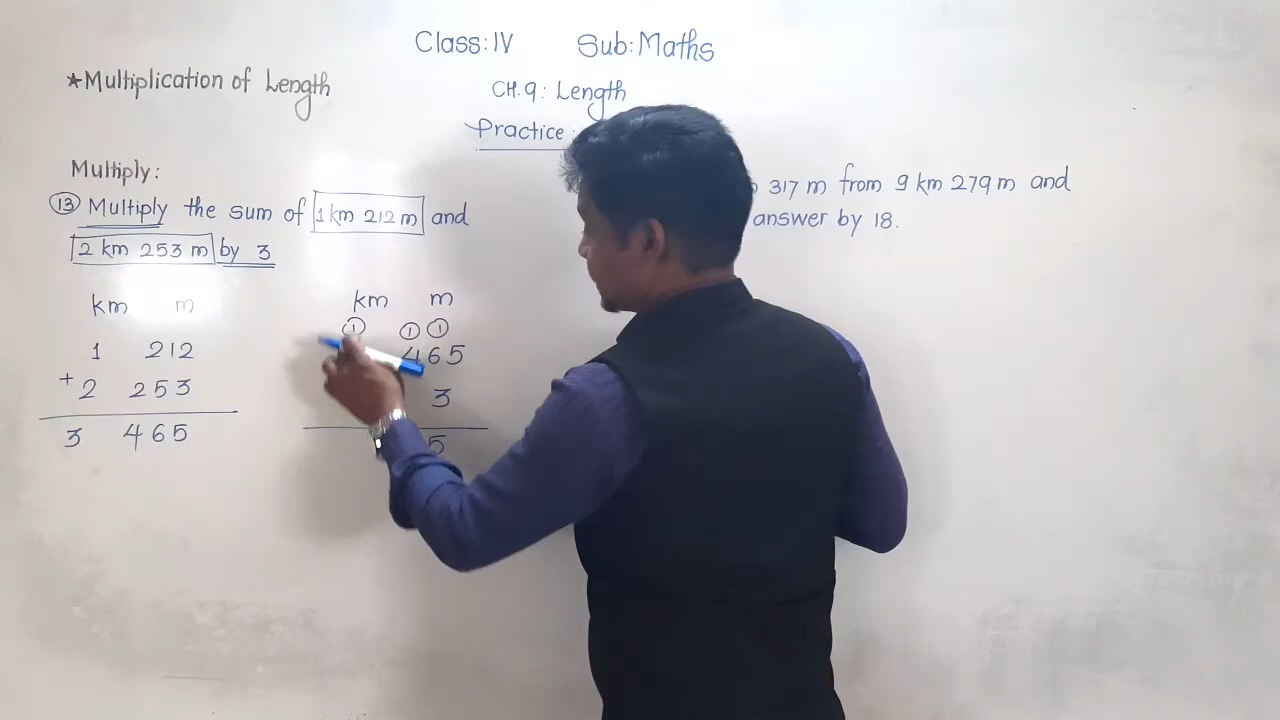 Class:IV Sub:Maths
*Multiplication of Length
CH.9: Length
Practice:
Multiply:
13 Multiply the sum of 1 km 212 m and
2 km 253 m by 3
317 m from 9 km 279 m and
answer by 18.
km m
1 212
+ 2 253
3 465
km m
1 1 1
465
3
5